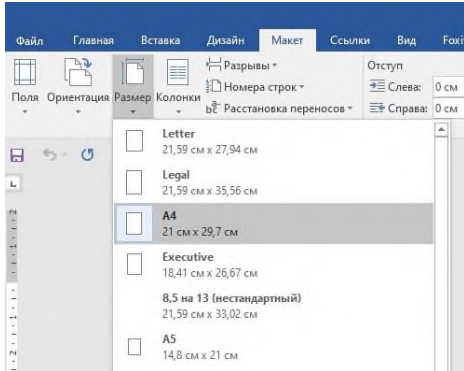 Файл Главная Вставка Дизайн Макет Ссылки Вид Foxi
Разрывы Отступ
Номера строк Слева: 0 см
Поля Ориентация Размер Колонки
Расстановка переносов Справа: 0 см
Letter
21,59 см x 27,94 см
Legal
21,59 см x 35,56 см
A4
21 см x 29,7 см
Executive
18,41 см x 26,67 см
8,5 на 13 (нестандартный)
21,59 см x 33,02 см
A5
14,8 см x 21 см